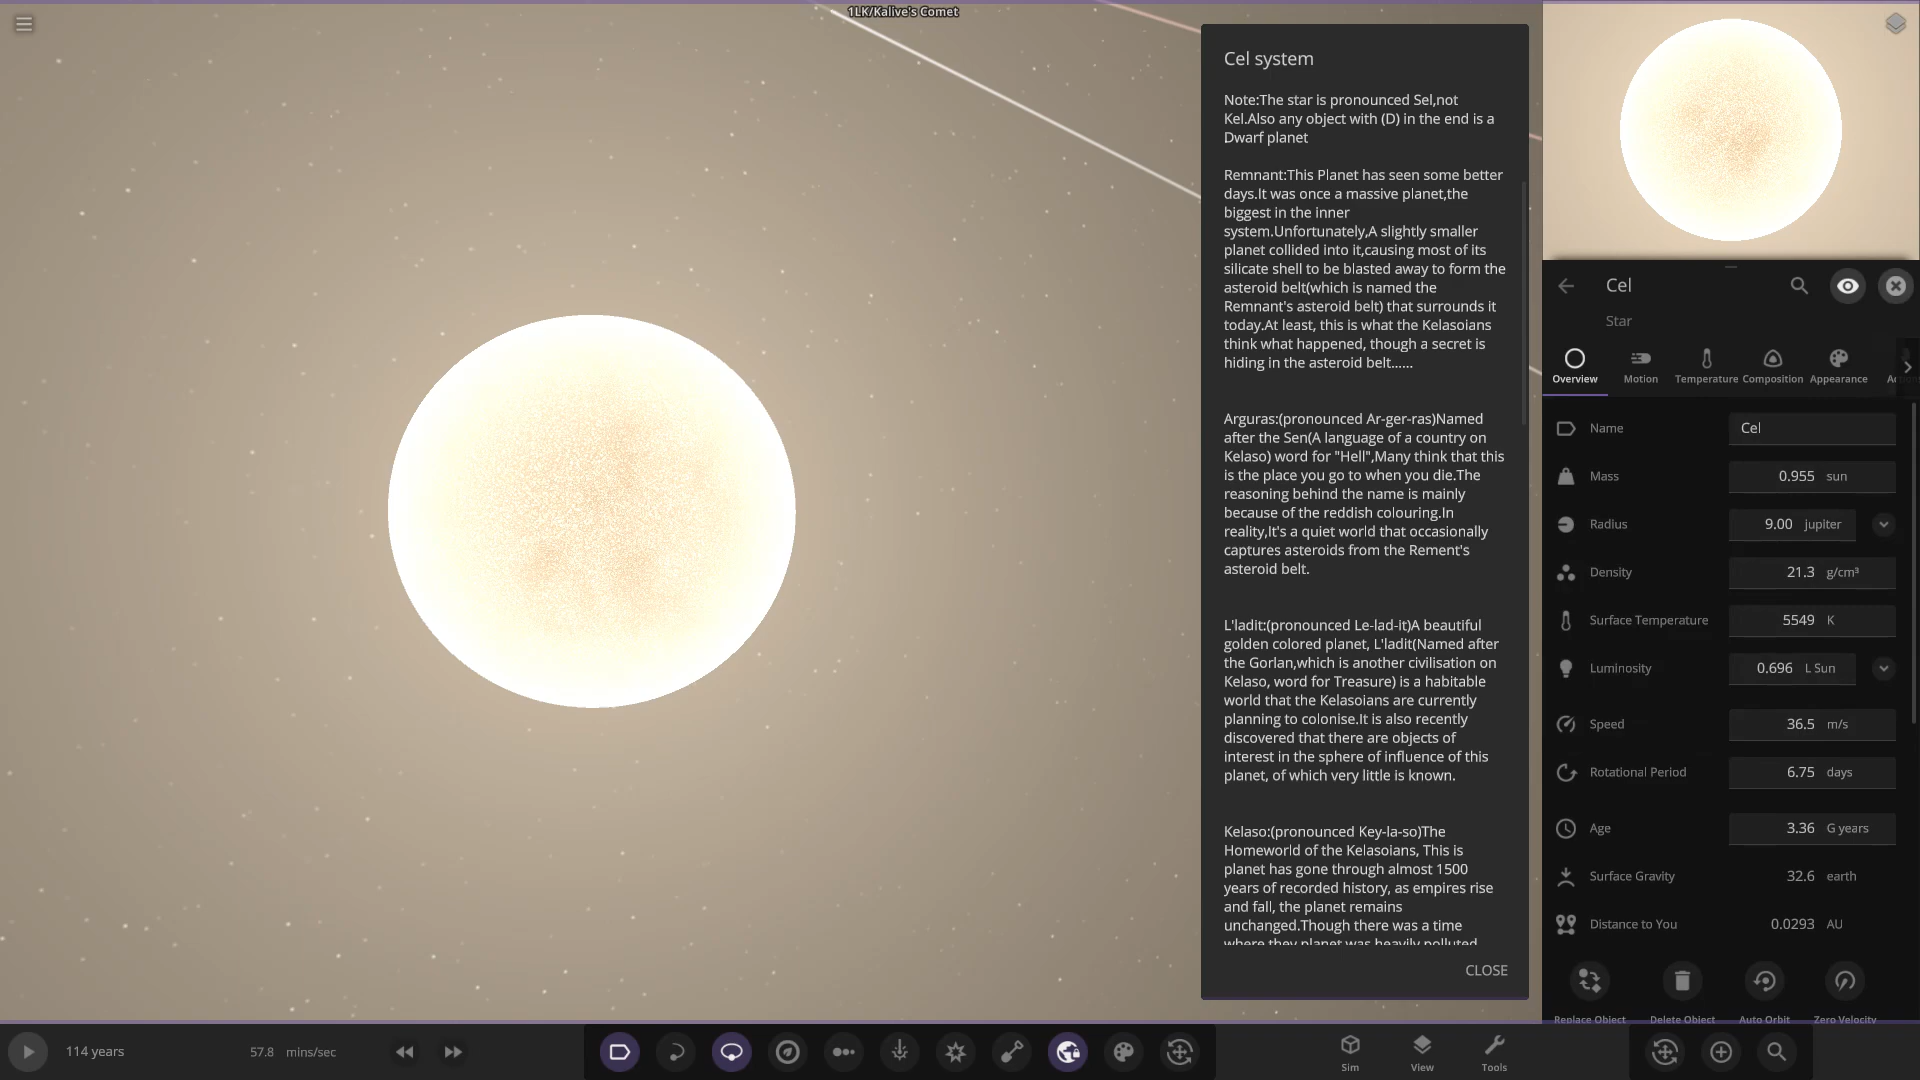 1LK/Kalive's Comet
Cel system
Note:The star is pronounced Sel,not
Kel.Also any object with (D) in the end is a
Dwarf planet
Remnant:This Planet has seen some better
days.It was once a massive planet,the
biggest in the inner
system.Unfortunately,A slightly smaller
planet collided into it,causing most of its
silicate shell to be blasted away to form the
asteroid belt(which is named the
Remnant's asteroid belt) that surrounds it
today.At least, this is what the Kelasoians
think what happened, though a secret is
hiding in the asteroid belt......
Arguras:(pronounced Ar-ger-ras)Named
after the Sen(A language of a country on
Kelaso) word for "Hell",Many think that this
is the place you go to when you die.The
reasoning behind the name is mainly
because of the reddish colouring.In
reality,It's a quiet world that occasionally
captures asteroids from the Rement's
asteroid belt.
L'ladit:(pronounced Le-lad-it)A beautiful
golden colored planet, L'ladit(Named after
the Gorlan,which is another civilisation on
Kelaso, word for Treasure) is a habitable
world that the Kelasoians are currently
planning to colonise.It is also recently
discovered that there are objects of
interest in the sphere of influence of this
planet, of which very little is known.
Kelaso:(pronounced Key-la-so)The
Homeworld of the Kelasoians, This is
planet has gone through almost 1500
years of recorded history, as empires rise
and fall, the planet remains
unchanged.Though there was a time
where they planet was heavily polluted
CLOSE
Cel
Star
Overview Motion Temperature Composition Appearance
Name Cel
Mass 0.955 sun
Radius 9.00 jupiter
Density 21.3 g/cm³
Surface Temperature 5549 K
Luminosity 0.696 L Sun
Speed 36.5 m/s
Rotational Period 6.75 days
Age 3.36 G years
Surface Gravity 32.6 earth
Distance to You 0.0293 AU
Replace Object Delete Object Auto Orbit Zero Velocity
114 years 57.8 mins/sec
Sim View Tools